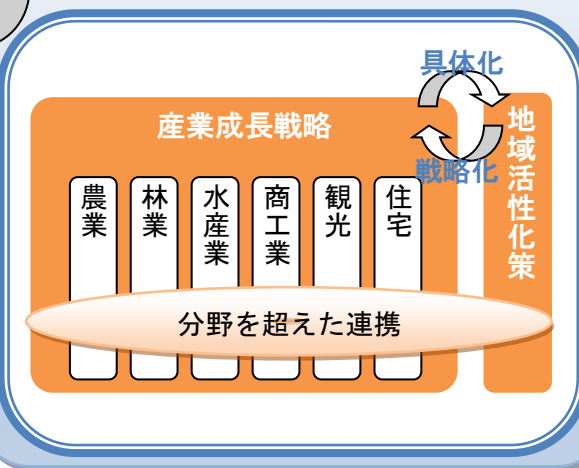 具体化
産業成長戦略
戦略化
地域活性化策
農業
林業
水産業
商工業
観光
住宅
分野を超えた連携